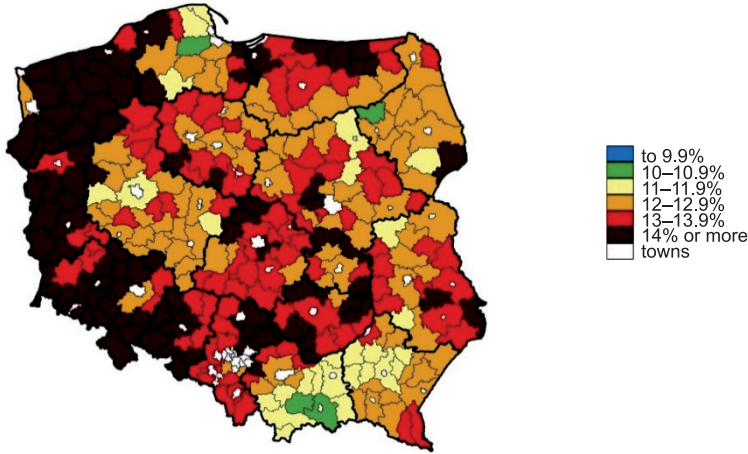 to 9.9%
10–10.9%
11–11.9%
12–12.9%
13–13.9%
14% or more
towns